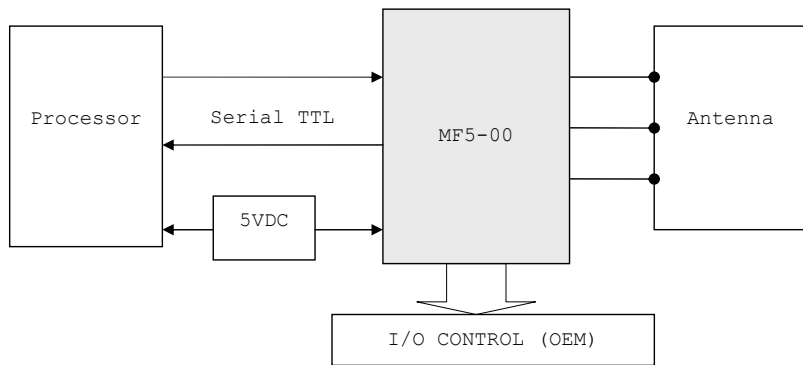 Processor
Serial TTL
MF5-00
Antenna
5VDC
I/O CONTROL (OEM)